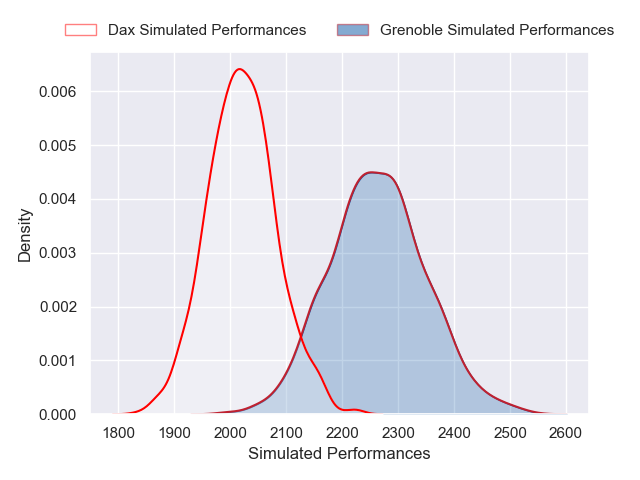 Dax Simulated Performances
Grenoble Simulated Performances
0.006
0.005
0.004
0.003
0.002
0.001
0.000
Density
1800 1900 2000 2100 2200 2300 2400 2500 2600
Simulated Performances